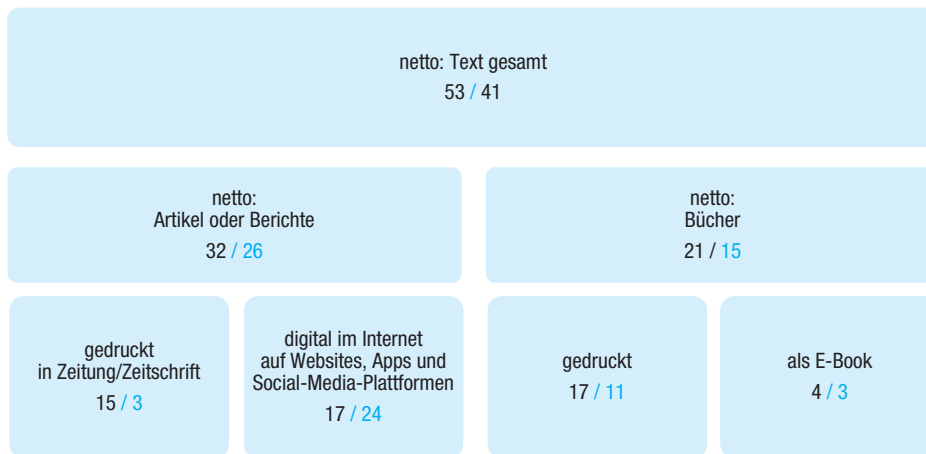 netto: Text gesamt
53 / 41
netto:
Artikel oder Berichte
32 / 26
netto:
Bücher
21 / 15
gedruckt
in Zeitung/Zeitschrift
15 / 3
digital im Internet
auf Websites, Apps und
Social-Media-Plattformen
17 / 24
gedruckt
17 / 11
als E-Book
4 / 3